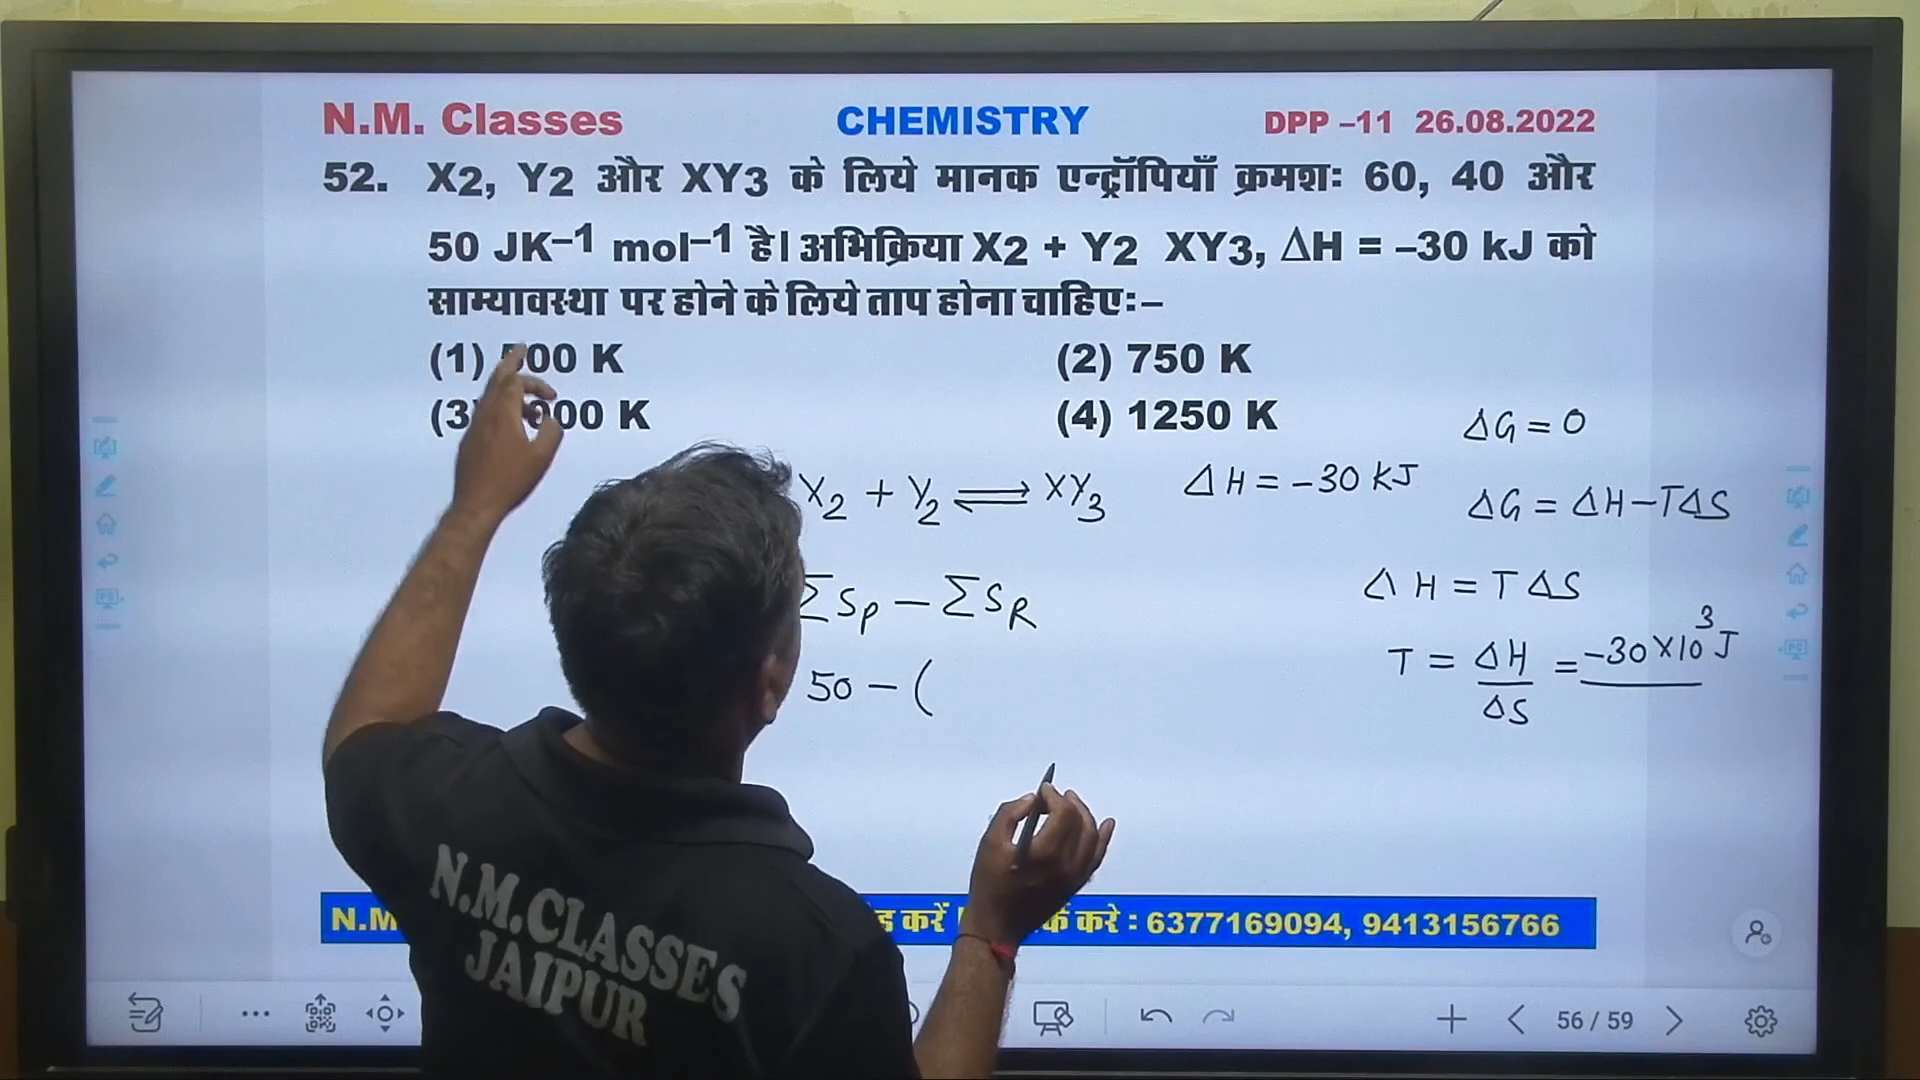 N.M. Classes CHEMISTRY DPP –11 26.08.2022
52. X2, Y2 और XY3 के लिये मानक एन्ट्रॉपियाँ क्रमशः 60, 40 और
50 JK–1 mol–1 है। अभिक्रिया X2 + Y2 XY3, ΔH = –30 kJ को
साम्यावस्था पर होने के लिये ताप होना चाहिएः–
(1) 00 K (2) 750 K
(3) 000 K (4) 1250 K
ΔG = 0
X2 + Y2 ⇌ XY3 ΔH = -30 KJ
ΔG = ΔH-TΔS
ΣSP - ΣSR
ΔH = TΔS
50 - (
T = ΔH/ΔS = -30×10³J
N.M.CLASSES
JAIPUR
N.M करें करे : 6377169094, 9413156766
56 / 59